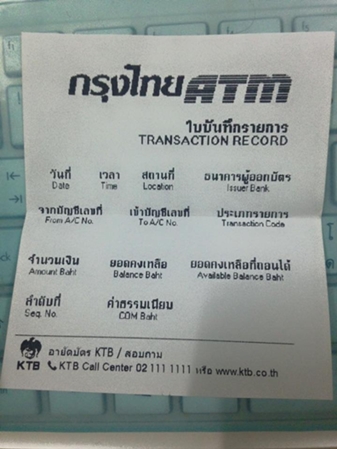 กรุงไทย ATM
ใบบันทึกรายการ
TRANSACTION RECORD
วันที่ เวลา สถานที่ ธนาคารผู้ออกบัตร
Date Time Location Issuer Bank
จากบัญชีเลขที่ เข้าบัญชีเลขที่ ประเภทรายการ
From A/C No. To A/C No. Transaction Code
จำนวนเงิน ยอดคงเหลือ ยอดคงเหลือที่ถอนได้
Amount Baht Balance Baht Available Balance Baht
ลำดับที่ ค่าธรรมเนียม
Seq. No. COM Baht
อายัดบัตร KTB / สอบถาม
KTB KTB Call Center 02 111 1111 หรือ www.ktb.co.th